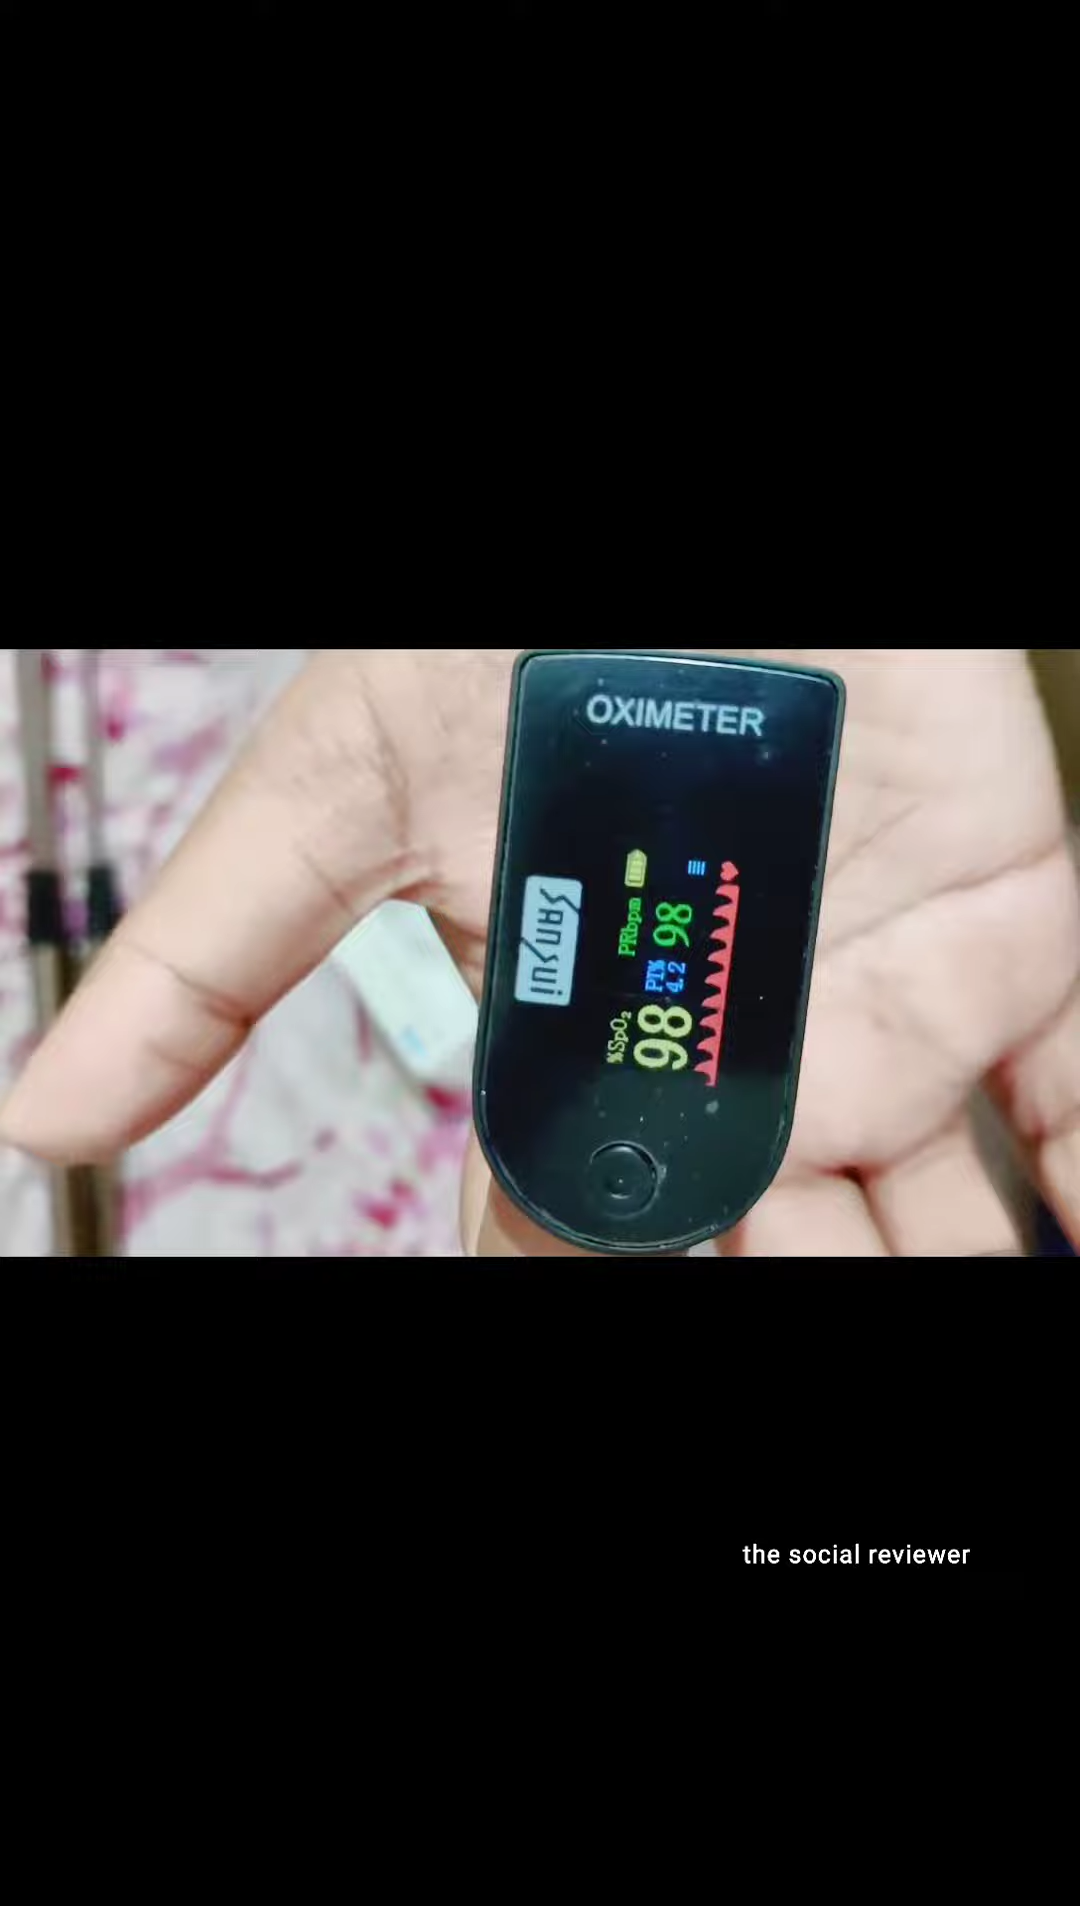 OXIMETER
SANSUI
%SpO₂
98
PI%
4.2
PRbpm
98
the social reviewer